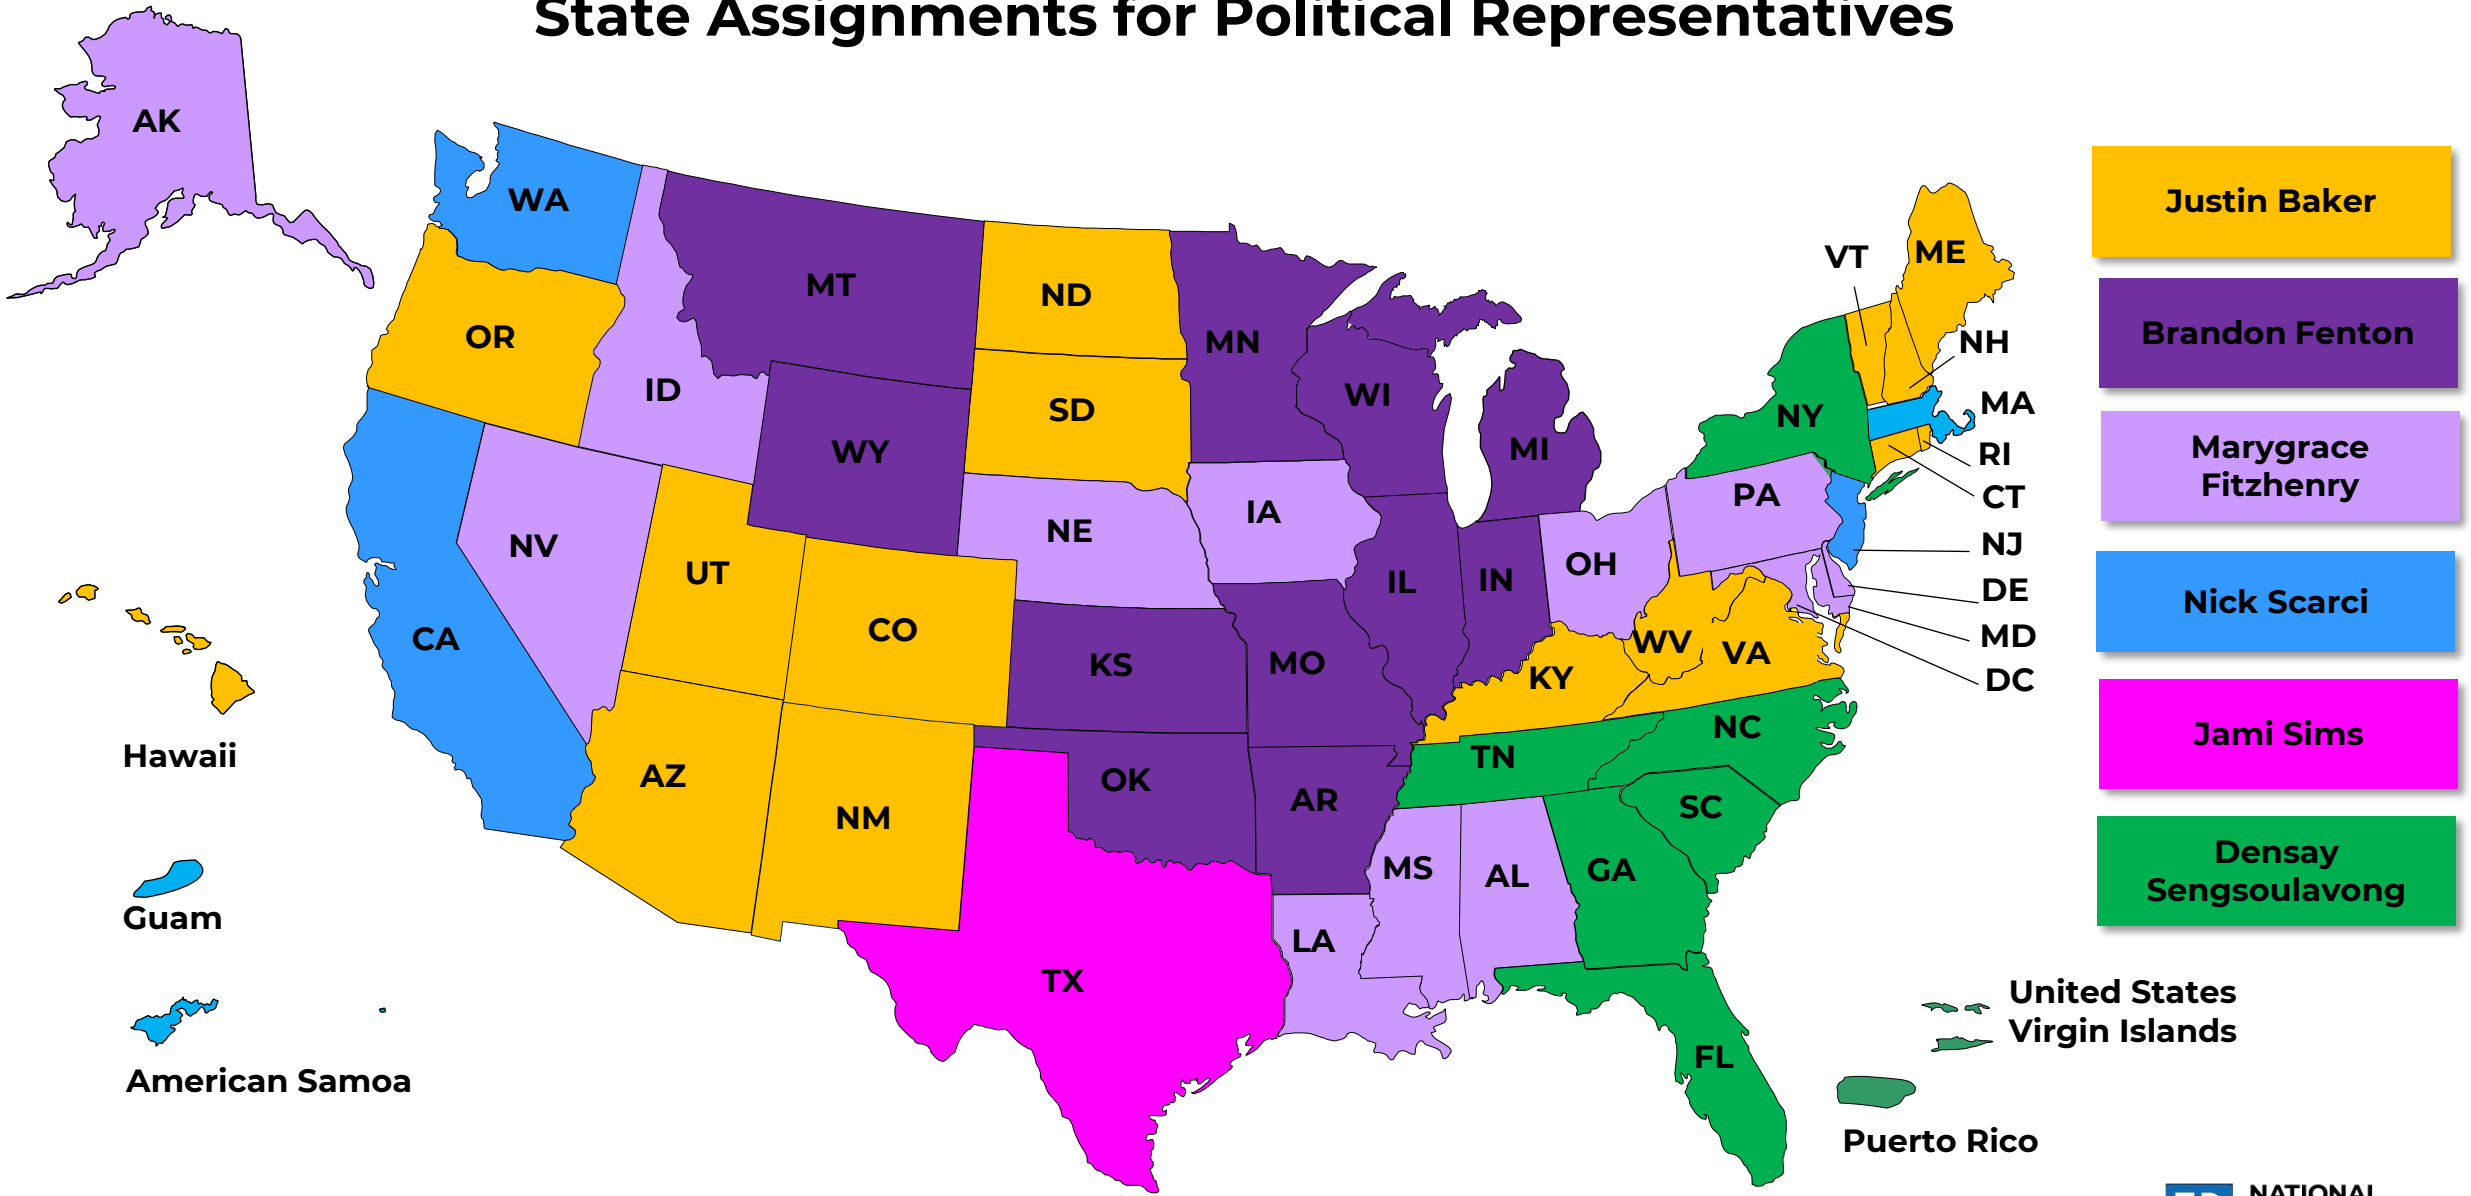 State Assignments for Political Representatives
AK
WA
OR
ID
MT
ND
MN
WI
MI
VT
ME
NH
MA
RI
CT
NJ
DE
MD
DC
NY
PA
SD
WY
NE
IA
NV
UT
CO
CA
KS
MO
IL
IN
OH
WV
VA
KY
NC
TN
SC
AZ
NM
OK
AR
MS
AL
GA
LA
TX
FL
Hawaii
Guam
American Samoa
Justin Baker
Brandon Fenton
Marygrace
Fitzhenry
Nick Scarci
Jami Sims
Densay
Sengsoulavong
United States
Virgin Islands
Puerto Rico
NATIONAL